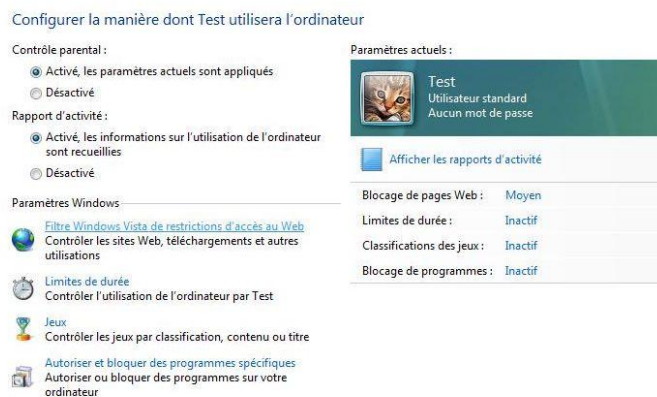 Configurer la manière dont Test utilisera l'ordinateur
Contrôle parental :
Activé, les paramètres actuels sont appliqués
Désactivé
Rapport d'activité :
Activé, les informations sur l'utilisation de l'ordinateur
sont recueillies
Désactivé
Paramètres Windows
Filtre Windows Vista de restrictions d'accès au Web
Contrôler les sites Web, téléchargements et autres
utilisations
Limites de durée
Contrôler l'utilisation de l'ordinateur par Test
Jeux
Contrôler les jeux par classification, contenu ou titre
Autoriser et bloquer des programmes spécifiques
Autoriser ou bloquer des programmes sur votre
ordinateur
Paramètres actuels :
Test
Utilisateur standard
Aucun mot de passe
Afficher les rapports d'activité
Blocage de pages Web : Moyen
Limites de durée : Inactif
Classifications des jeux : Inactif
Blocage de programmes : Inactif